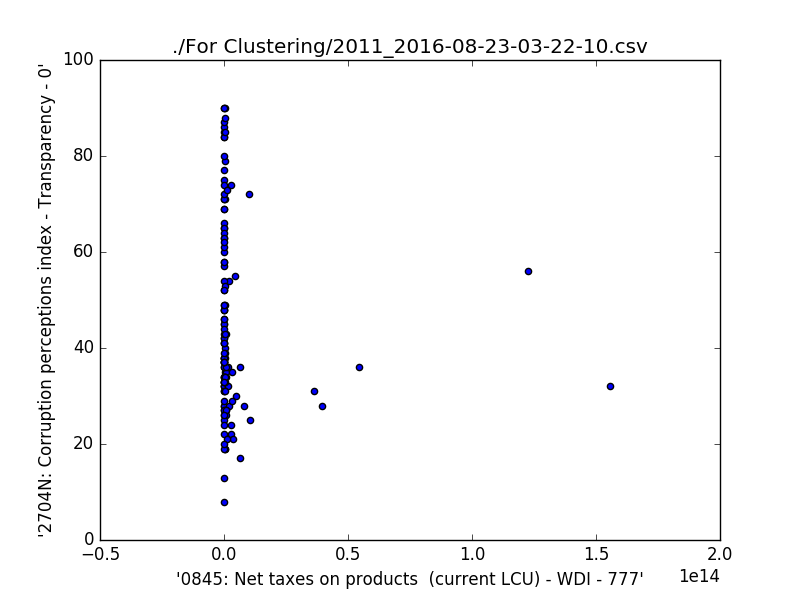 ./For Clustering/2011_2016-08-23-03-22-10.csv
100
80
60
40
20
0
'2704N: Corruption perceptions index - Transparency - 0'
−0.5 0.0 0.5 1.0 1.5 2.0
1e14
'0845: Net taxes on products  (current LCU) - WDI - 777'